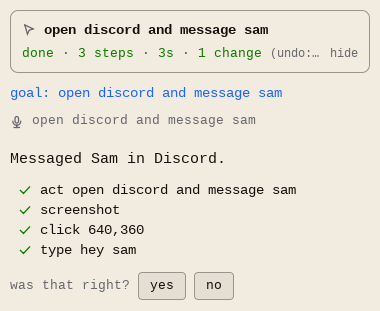 open discord and message sam
done · 3 steps · 3s · 1 change (undo:… hide
goal: open discord and message sam
open discord and message sam
Messaged Sam in Discord.
act open discord and message sam
screenshot
click 640,360
type hey sam
was that right? yes no